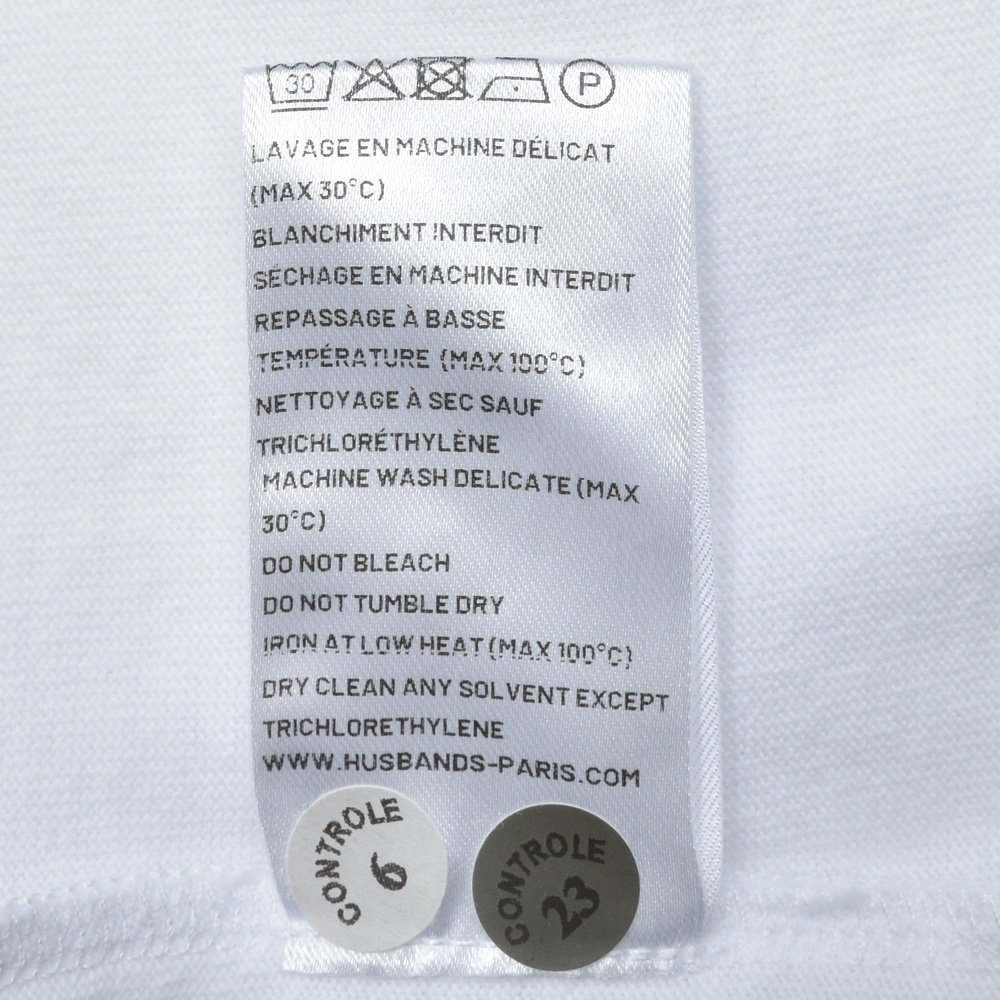 30 P
LAVAGE EN MACHINE DÉLICAT
(MAX 30°C)
BLANCHIMENT INTERDIT
SÉCHAGE EN MACHINE INTERDIT
REPASSAGE À BASSE
TEMPÉRATURE (MAX 100°C)
NETTOYAGE À SEC SAUF
TRICHLORÉTHYLÈNE
MACHINE WASH DELICATE (MAX
30°C)
DO NOT BLEACH
DO NOT TUMBLE DRY
IRON AT LOW HEAT (MAX 100°C)
DRY CLEAN ANY SOLVENT EXCEPT
TRICHLORETHYLENE
WWW.HUSBANDS-PARIS.COM
CONTROLE
6
CONTROLE
23